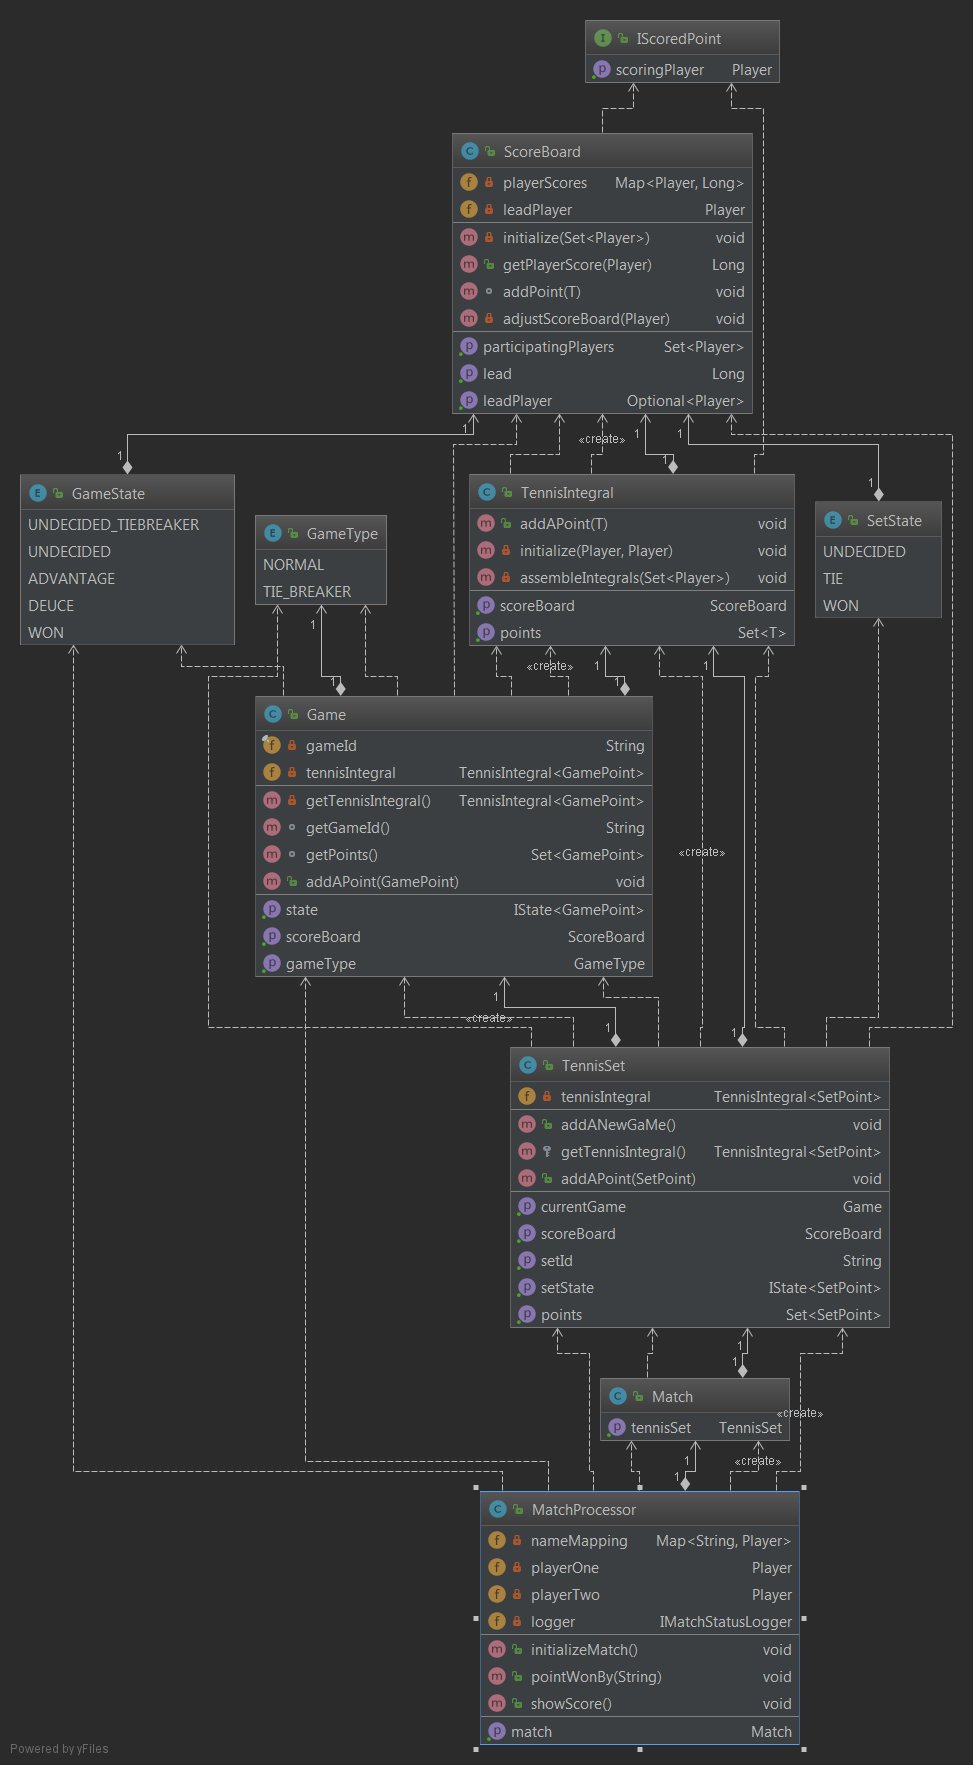 I IScoredPoint
p scoringPlayer Player
C ScoreBoard
f playerScores Map<Player, Long>
f leadPlayer Player
m initialize(Set<Player>) void
m getPlayerScore(Player) Long
m addPoint(T) void
m adjustScoreBoard(Player) void
p participatingPlayers Set<Player>
p lead Long
p leadPlayer Optional<Player>
1 1 1
«create»
1 1 1
E GameState
UNDECIDED_TIEBREAKER
UNDECIDED
ADVANTAGE
DEUCE
WON
E GameType
NORMAL
TIE_BREAKER
C TennisIntegral
m addAPoint(T) void
m initialize(Player, Player) void
m assembleIntegrals(Set<Player>) void
p scoreBoard ScoreBoard
p points Set<T>
E SetState
UNDECIDED
TIE
WON
1 1 1
«create»
1 1
C Game
f gameId String
f tennisIntegral TennisIntegral<GamePoint>
m getTennisIntegral() TennisIntegral<GamePoint>
m getGameId() String
m getPoints() Set<GamePoint>
m addAPoint(GamePoint) void
p state IState<GamePoint>
p scoreBoard ScoreBoard
p gameType GameType
«create»
1
«create»
1 1
C TennisSet
f tennisIntegral TennisIntegral<SetPoint>
m addANewGaMe() void
m getTennisIntegral() TennisIntegral<SetPoint>
m addAPoint(SetPoint) void
p currentGame Game
p scoreBoard ScoreBoard
p setId String
p setState IState<SetPoint>
p points Set<SetPoint>
1
1
C Match
p tennisSet TennisSet
«create»
«create»
1
1
C MatchProcessor
f nameMapping Map<String, Player>
f playerOne Player
f playerTwo Player
f logger IMatchStatusLogger
m initializeMatch() void
m pointWonBy(String) void
m showScore() void
p match Match
Powered by yFiles